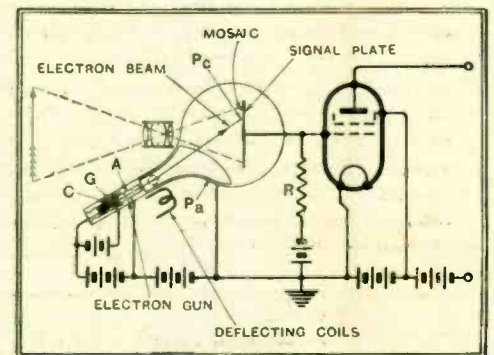 MOSAIC
Pc
SIGNAL PLATE
ELECTRON BEAM
A
G
C
R
Pa
ELECTRON GUN
DEFLECTING COILS